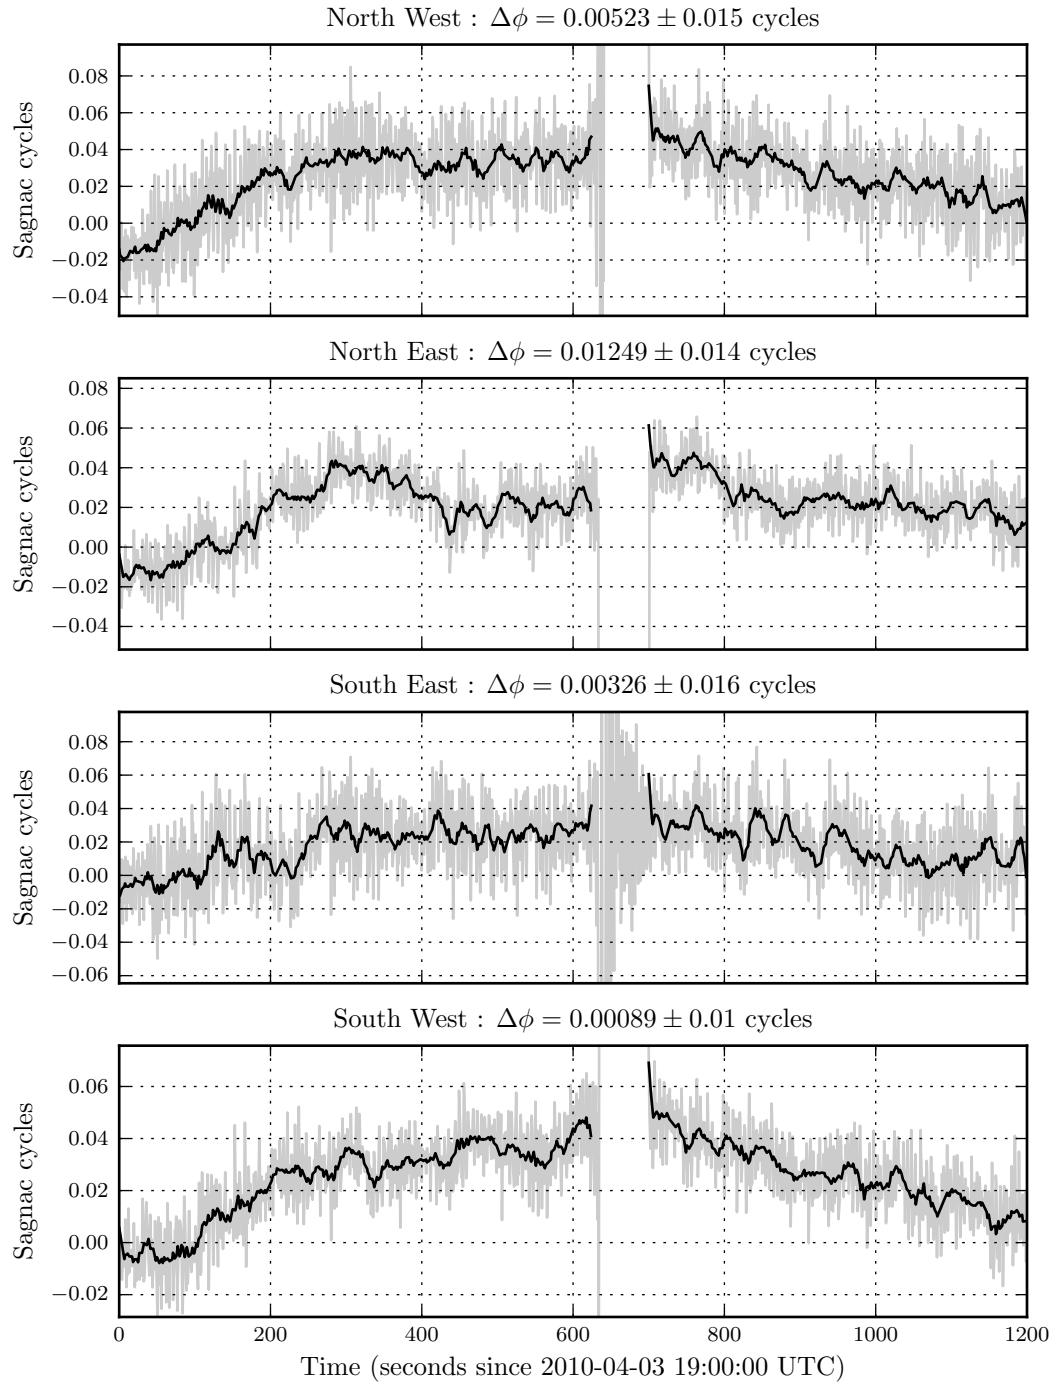 North West : Δϕ = 0.00523 ± 0.015 cycles
0.08
0.06
0.04
0.02
0.00
−0.02
−0.04
Sagnac cycles
North East : Δϕ = 0.01249 ± 0.014 cycles
0.08
0.06
0.04
0.02
0.00
−0.02
−0.04
Sagnac cycles
South East : Δϕ = 0.00326 ± 0.016 cycles
0.08
0.06
0.04
0.02
0.00
−0.02
−0.04
−0.06
Sagnac cycles
South West : Δϕ = 0.00089 ± 0.01 cycles
0.06
0.04
0.02
0.00
−0.02
Sagnac cycles
0 200 400 600 800 1000 1200
Time (seconds since 2010-04-03 19:00:00 UTC)